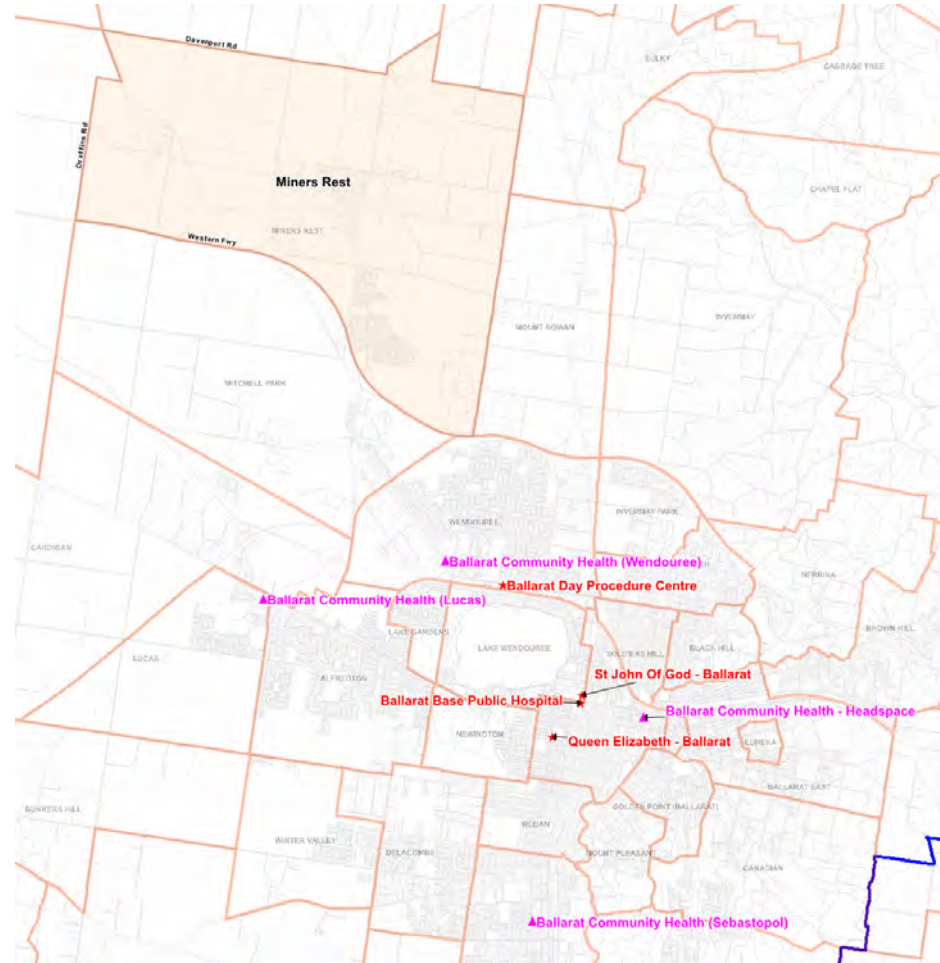 Davenport Rd
SULKY
CABBAGE TREE
Draffins Rd
Miners Rest
CHAPEL FLAT
MINERS REST
Western Fwy
MOUNT ROWAN
INVERMAY
MITCHELL PARK
WENDOUREE
INVERMAY PARK
CARDIGAN
Ballarat Community Health (Wendouree)
NERRINA
Ballarat Day Procedure Centre
Ballarat Community Health (Lucas)
BROWN HILL
LAKE GARDENS
LAKE WENDOUREE
SOLDIERS HILL
BLACK HILL
LUCAS
ALFREDTON
St John Of God - Ballarat
Ballarat Base Public Hospital
Ballarat Community Health - Headspace
NEWINGTON
Queen Elizabeth - Ballarat
EUREKA
BALLARAT EAST
BUNKERS HILL
GOLDEN POINT (BALLARAT)
REDAN
WINTER VALLEY
DELACOMBE
MOUNT PLEASANT
CANADIAN
Ballarat Community Health (Sebastopol)